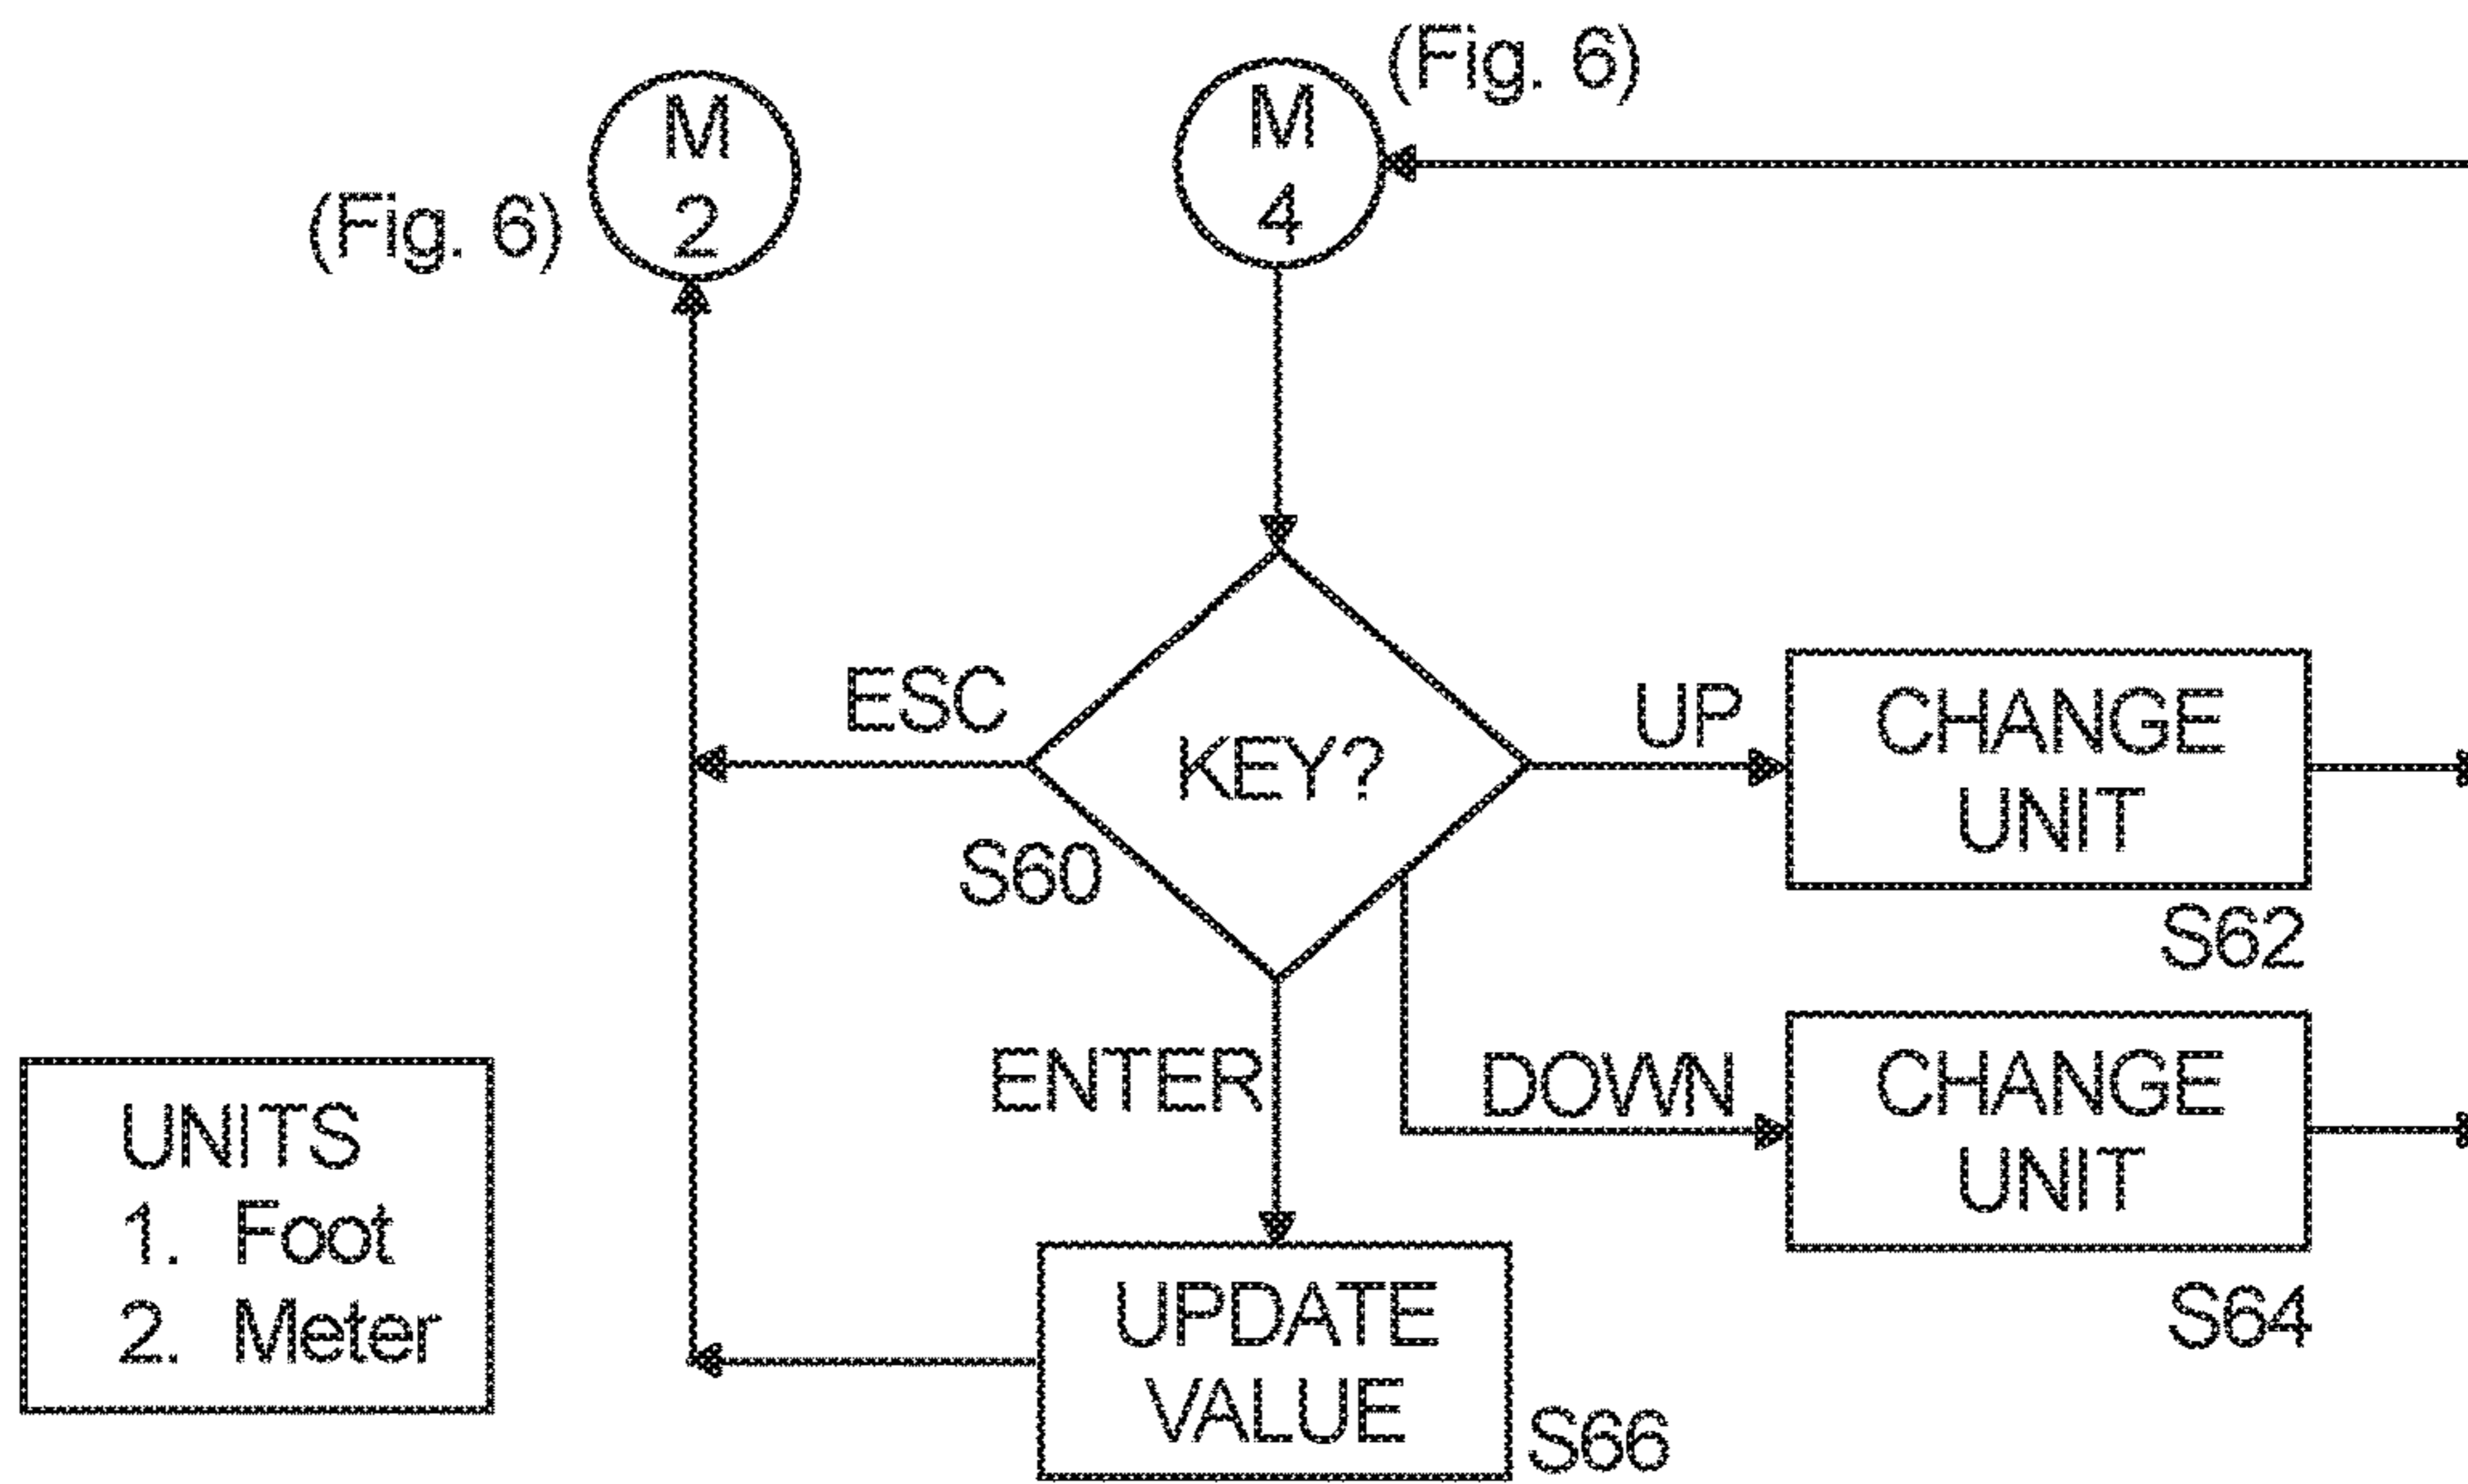 (Fig. 6)
M
2
(Fig. 6)
M
4
ESC
KEY?
S60
UP
CHANGE
UNIT
S62
ENTER
DOWN
CHANGE
UNIT
S64
UNITS
1. Foot
2. Meter
UPDATE
VALUE
S66